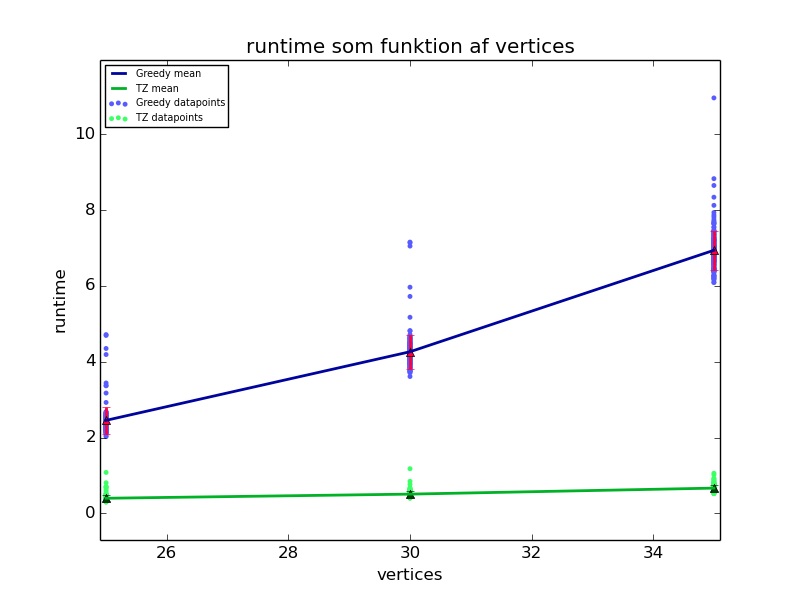 runtime som funktion af vertices
Greedy mean
TZ mean
Greedy datapoints
TZ datapoints
10
8
6
4
2
0
runtime
26
28
30
32
34
vertices